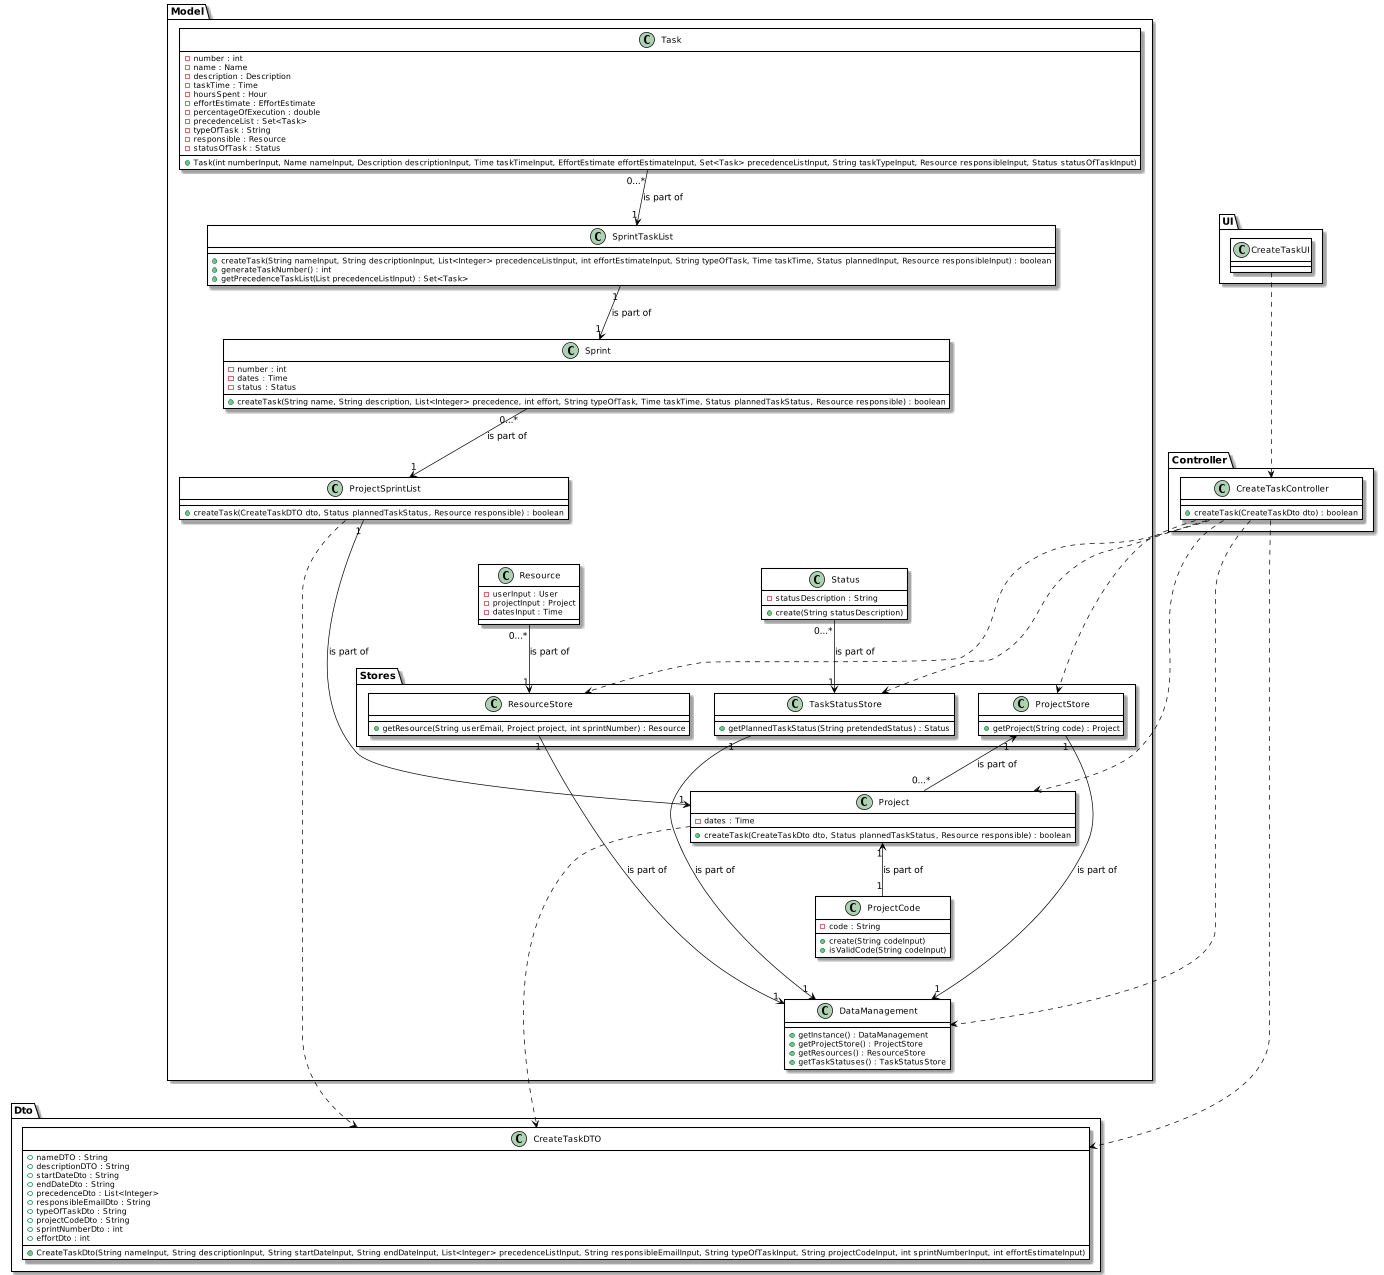 Model
C Task
number : int
name : Name
description : Description
taskTime : Time
hoursSpent : Hour
effortEstimate : EffortEstimate
percentageOfExecution : double
precedenceList : Set<Task>
typeOfTask : String
responsible : Resource
statusOfTask : Status
Task(int numberInput, Name nameInput, Description descriptionInput, Time taskTimeInput, EffortEstimate effortEstimateInput, Set<Task> precedenceListInput, String taskTypeInput, Resource responsibleInput, Status statusOfTaskInput)
0...*
is part of
1
C SprintTaskList
createTask(String nameInput, String descriptionInput, List<Integer> precedenceListInput, int effortEstimateInput, String typeOfTask, Time taskTime, Status plannedInput, Resource responsibleInput) : boolean
generateTaskNumber() : int
getPrecedenceTaskList(List precedenceListInput) : Set<Task>
1
is part of
1
C Sprint
number : int
dates : Time
status : Status
createTask(String name, String description, List<Integer> precedence, int effort, String typeOfTask, Time taskTime, Status plannedTaskStatus, Resource responsible) : boolean
0...*
is part of
1
C ProjectSprintList
createTask(CreateTaskDTO dto, Status plannedTaskStatus, Resource responsible) : boolean
1
is part of
1
UI
C CreateTaskUI
Controller
C CreateTaskController
createTask(CreateTaskDto dto) : boolean
C Resource
userInput : User
projectInput : Project
datesInput : Time
0...*
is part of
1
C Status
statusDescription : String
create(String statusDescription)
0...*
is part of
1
Stores
C ResourceStore
getResource(String userEmail, Project project, int sprintNumber) : Resource
1
C TaskStatusStore
getPlannedTaskStatus(String pretendedStatus) : Status
1
C ProjectStore
getProject(String code) : Project
1
1
is part of
0...*
C Project
dates : Time
createTask(CreateTaskDto dto, Status plannedTaskStatus, Resource responsible) : boolean
1
is part of
1
is part of
is part of
is part of
C ProjectCode
code : String
create(String codeInput)
isValidCode(String codeInput)
1
1
1
C DataManagement
getInstance() : DataManagement
getProjectStore() : ProjectStore
getResources() : ResourceStore
getTaskStatuses() : TaskStatusStore
Dto
C CreateTaskDTO
nameDTO : String
descriptionDTO : String
startDateDto : String
endDateDto : String
precedenceDto : List<Integer>
responsibleEmailDto : String
typeOfTaskDto : String
projectCodeDto : String
sprintNumberDto : int
effortDto : int
CreateTaskDto(String nameInput, String descriptionInput, String startDateInput, String endDateInput, List<Integer> precedenceListInput, String responsibleEmailInput, String typeOfTaskInput, String projectCodeInput, int sprintNumberInput, int effortEstimateInput)